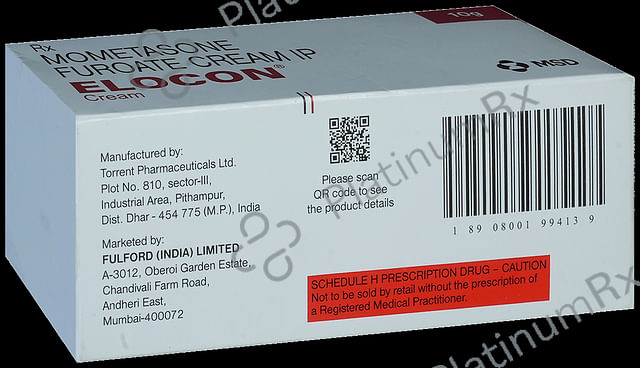 Rx
MOMETASONE
FUROATE CREAM IP
ELOCON®
Cream
10g
MSD
Manufactured by:
Torrent Pharmaceuticals Ltd.
Plot No. 810, sector-III,
Industrial Area, Pithampur,
Dist. Dhar - 454 775 (M.P.), India
Marketed by:
FULFORD (INDIA) LIMITED
A-3012, Oberoi Garden Estate,
Chandivali Farm Road,
Andheri East,
Mumbai-400072
Please scan
QR code to see
the product details
1 89 08001 99413 9
SCHEDULE H PRESCRIPTION DRUG – CAUTION
Not to be sold by retail without the prescription of
a Registered Medical Practitioner.
PlatinumRx
PlatinumRx
PlatinumRx